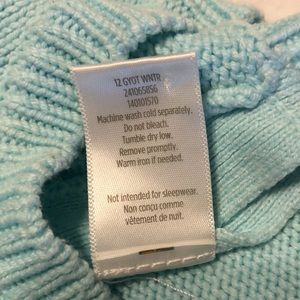 12 GYDT WNTR
241065856
140101570
Machine wash cold separately.
Do not bleach.
Tumble dry low.
Remove promptly.
Warm iron if needed.
Not intended for sleepwear.
Non conçu comme
vêtement de nuit.